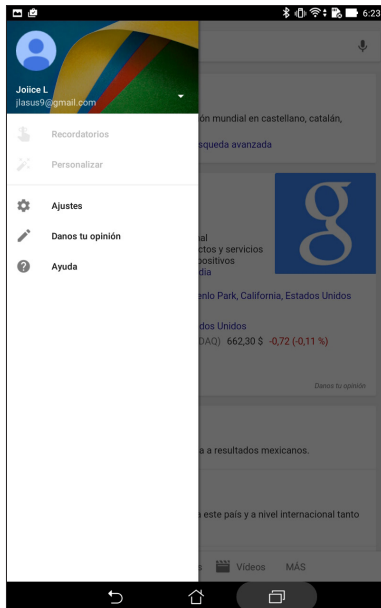 6:23
Joiice L
jlasus9@gmail.com
Recordatorios
Personalizar
Ajustes
Danos tu opinión
Ayuda
ón mundial en castellano, catalán,
squeda avanzada
al
ctos y servicios
positivos
dia
enlo Park, California, Estados Unidos
dos Unidos
DAQ) 662,30 $ -0,72 (-0,11 %)
Danos tu opinión
a a resultados mexicanos.
este país y a nivel internacional tanto
s Vídeos MÁS